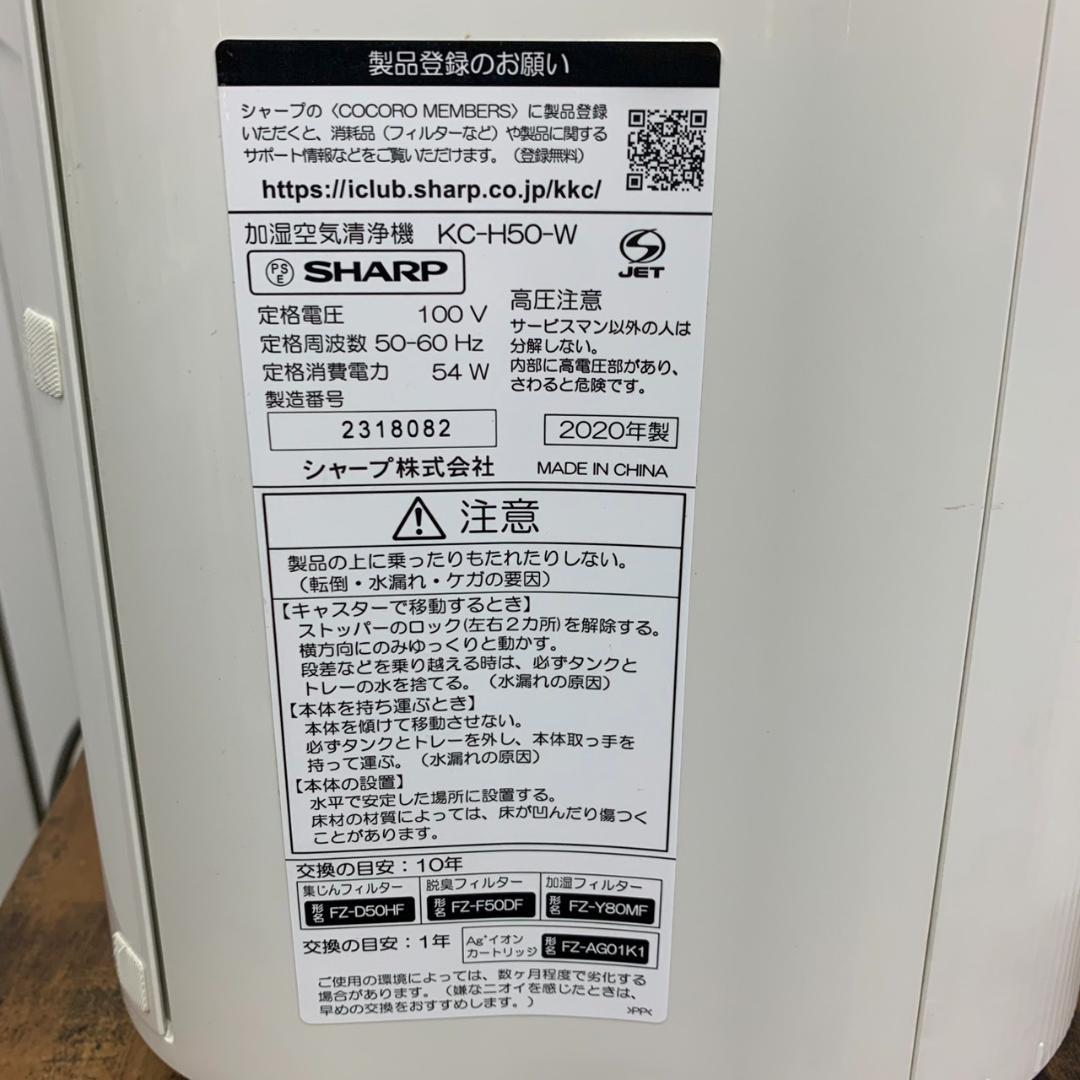 製品登録のお願い
シャープの〈COCORO MEMBERS〉に製品登録
いただくと、消耗品（フィルターなど）や製品に関する
サポート情報などをご覧いただけます。（登録無料）
https://iclub.sharp.co.jp/kkc/
加湿空気清浄機 KC-H50-W
PSE SHARP
JET
定格電圧 100 V
定格周波数 50-60 Hz
定格消費電力 54 W
製造番号
2318082
高圧注意
サービスマン以外の人は
分解しない。
内部に高電圧部があり、
さわると危険です。
2020年製
シャープ株式会社 MADE IN CHINA
注意
製品の上に乗ったりもたれたりしない。
（転倒・水漏れ・ケガの要因）
【キャスターで移動するとき】
ストッパーのロック(左右2カ所)を解除する。
横方向にのみゆっくりと動かす。
段差などを乗り越える時は、必ずタンクと
トレーの水を捨てる。（水漏れの原因）
【本体を持ち運ぶとき】
本体を傾けて移動させない。
必ずタンクとトレーを外し、本体取っ手を
持って運ぶ。（水漏れの原因）
【本体の設置】
水平で安定した場所に設置する。
床材の材質によっては、床が凹んだり傷つく
ことがあります。
交換の目安：10年
集じんフィルター 脱臭フィルター 加湿フィルター
形名 FZ-D50HF 形名 FZ-F50DF 形名 FZ-Y80MF
交換の目安：1年 Ag⁺イオンカートリッジ 形名 FZ-AG01K1
ご使用の環境によっては、数ヶ月程度で劣化する
場合があります。（嫌なニオイを感じたときは、
早めの交換をおすすめします。）
>PP<